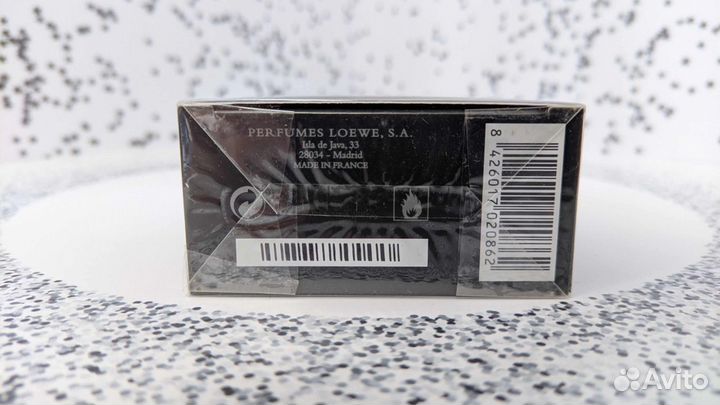 PERFUMES LOEWE, S.A.
Isla de Java, 33
28034 - Madrid
MADE IN FRANCE
8 426017 020862
Avito